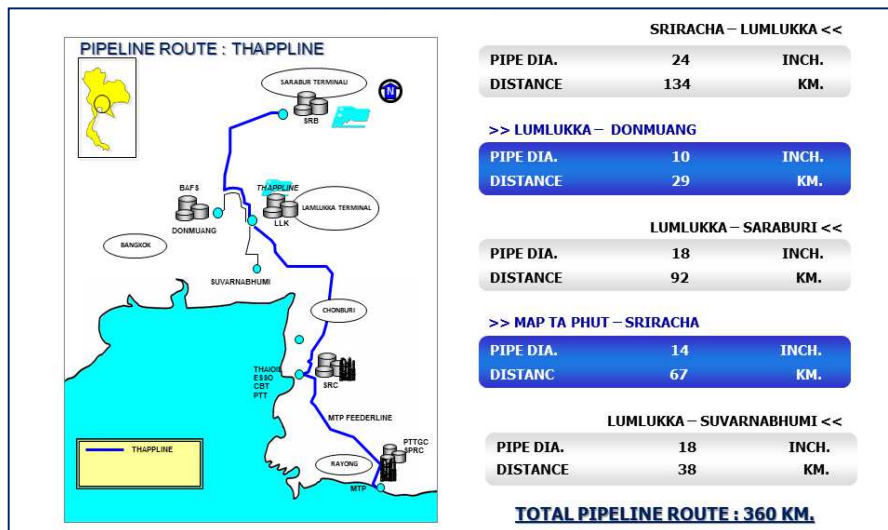 PIPELINE ROUTE : THAPPLINE
SARABUR TERMINALI
N
SRB
BAFS
THAPPLINE
LAMLUKKA TERMINAL
LLK
DONMUANG
BANGKOK
SUVARNABHUMI
CHONBURI
THAIOIL
ESSO
CBT
PTT
SRC
MTP FEEDERLINE
PTTGC
SPRC
RAYONG
MTP
THAPPLINE
SRIRACHA – LUMLUKKA <<
PIPE DIA. 24 INCH.
DISTANCE 134 KM.
>> LUMLUKKA – DONMUANG
PIPE DIA. 10 INCH.
DISTANCE 29 KM.
LUMLUKKA – SARABURI <<
PIPE DIA. 18 INCH.
DISTANCE 92 KM.
>> MAP TA PHUT – SRIRACHA
PIPE DIA. 14 INCH.
DISTANC 67 KM.
LUMLUKKA – SUVARNABHUMI <<
PIPE DIA. 18 INCH.
DISTANCE 38 KM.
TOTAL PIPELINE ROUTE : 360 KM.